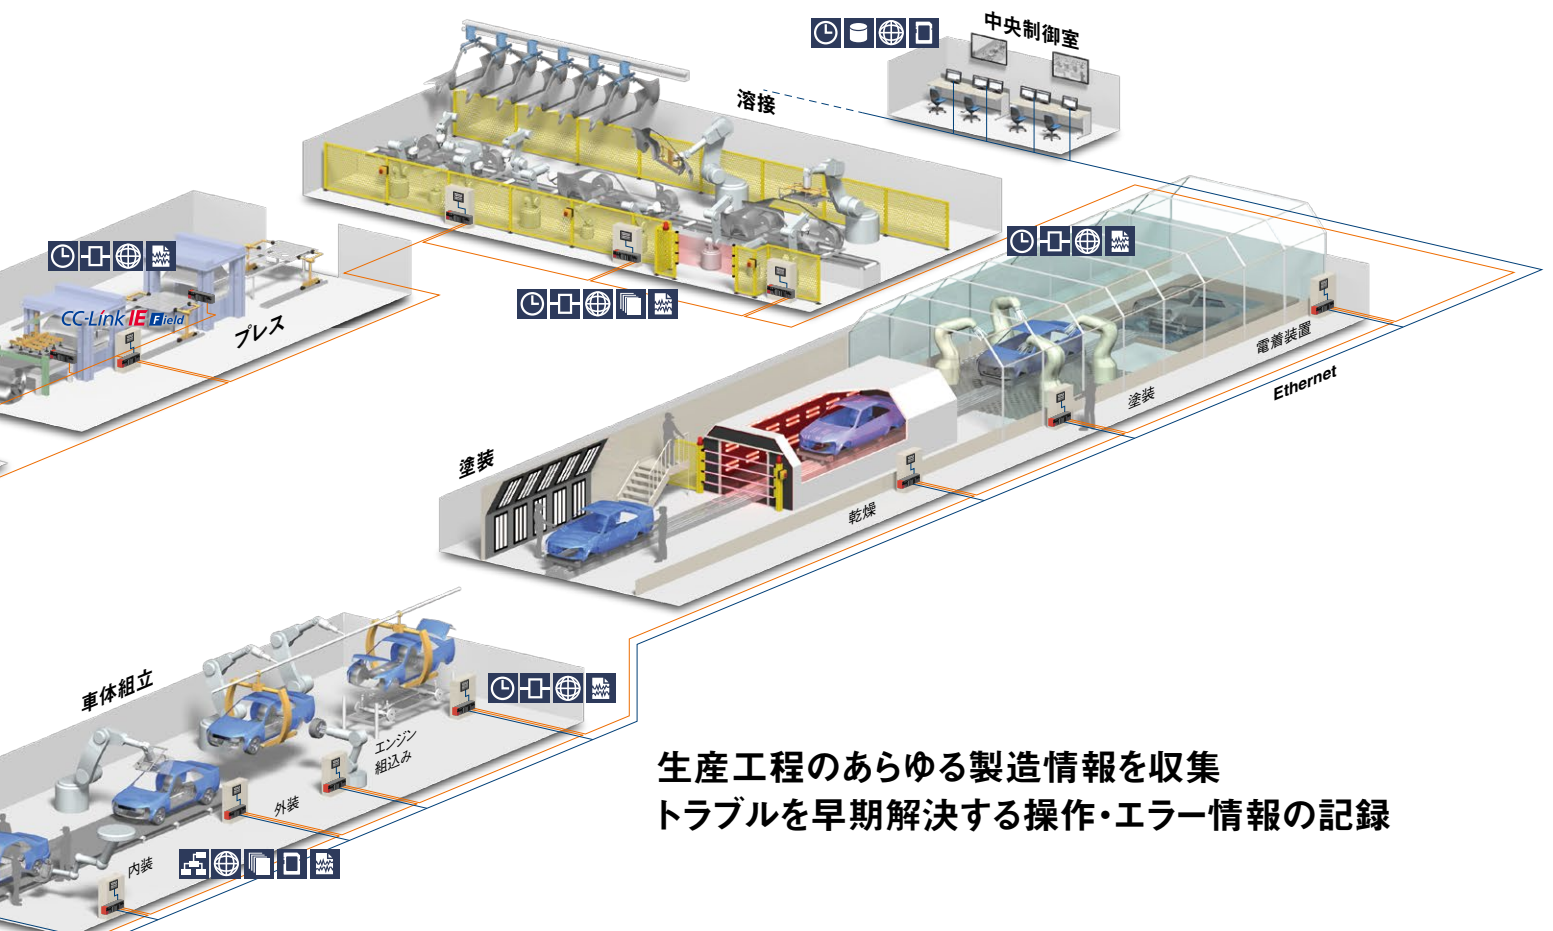 中央制御室
溶接
CC-Link IE Field
プレス
電着装置
Ethernet
塗装
塗装
乾燥
車体組立
エンジン
組込み
外装
内装
生産工程のあらゆる製造情報を収集
トラブルを早期解決する操作・エラー情報の記録